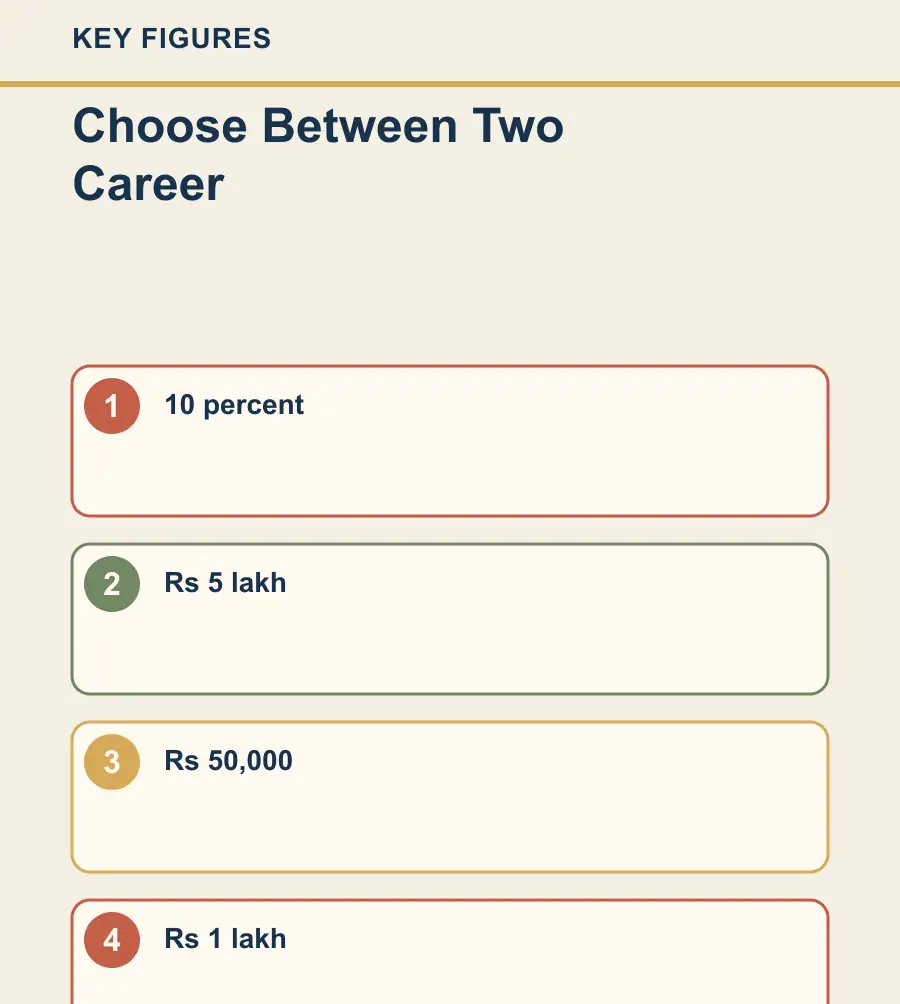 KEY FIGURES
Choose Between Two
Career
1 10 percent
2 Rs 5 lakh
3 Rs 50,000
4 Rs 1 lakh